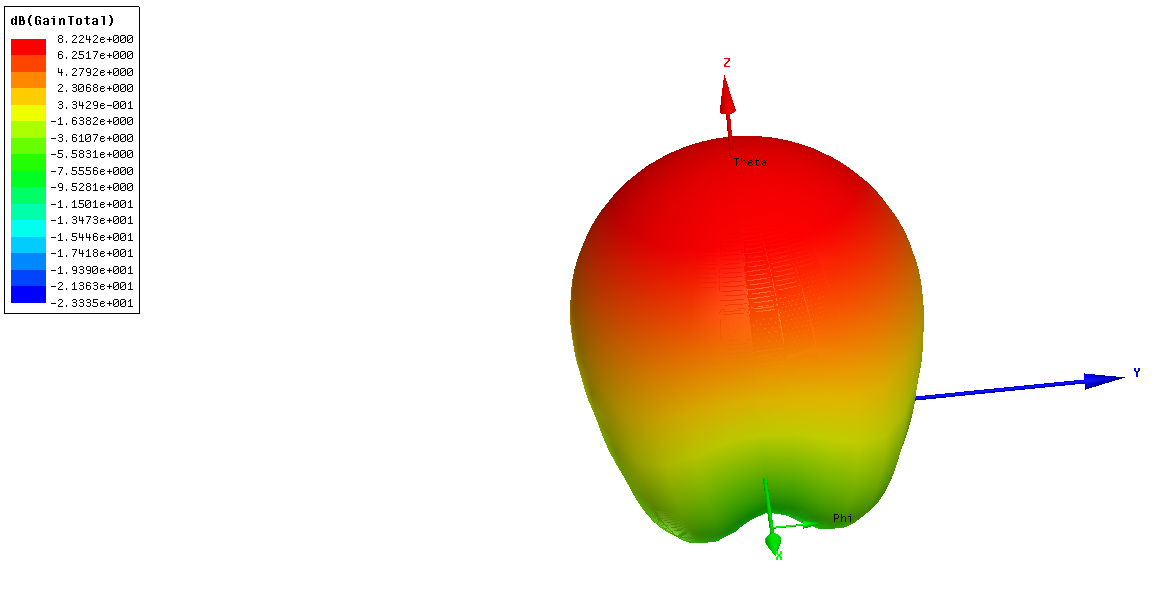 dB(GainTotal)
8.2242e+000
6.2517e+000
4.2792e+000
2.3068e+000
3.3429e-001
-1.6382e+000
-3.6107e+000
-5.5831e+000
-7.5556e+000
-9.5281e+000
-1.1501e+001
-1.3473e+001
-1.5446e+001
-1.7418e+001
-1.9390e+001
-2.1363e+001
-2.3335e+001
Z
Theta
Y
Phi
X